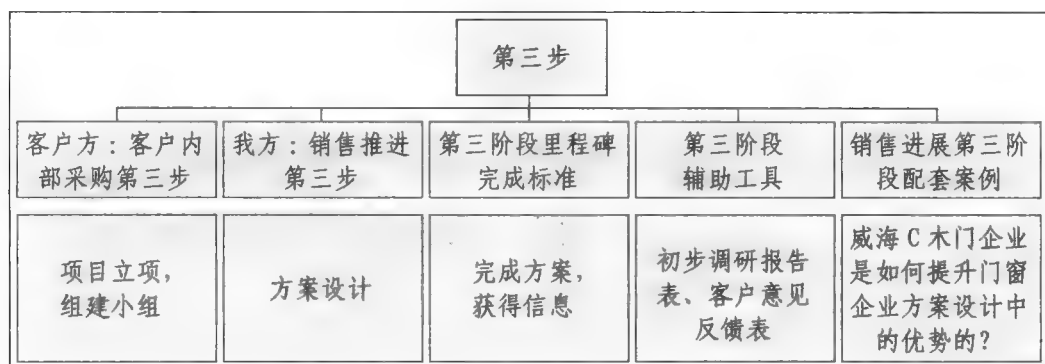 第三步
客户方：客户内
部采购第三步
我方：销售推进
第三步
第三阶段里程碑
完成标准
第三阶段
辅助工具
销售进展第三阶
段配套案例
项目立项，
组建小组
方案设计
完成方案，
获得信息
初步调研报告
表、客户意见
反馈表
威海 C 木门企业
是如何提升门窗
企业方案设计中
的优势的？